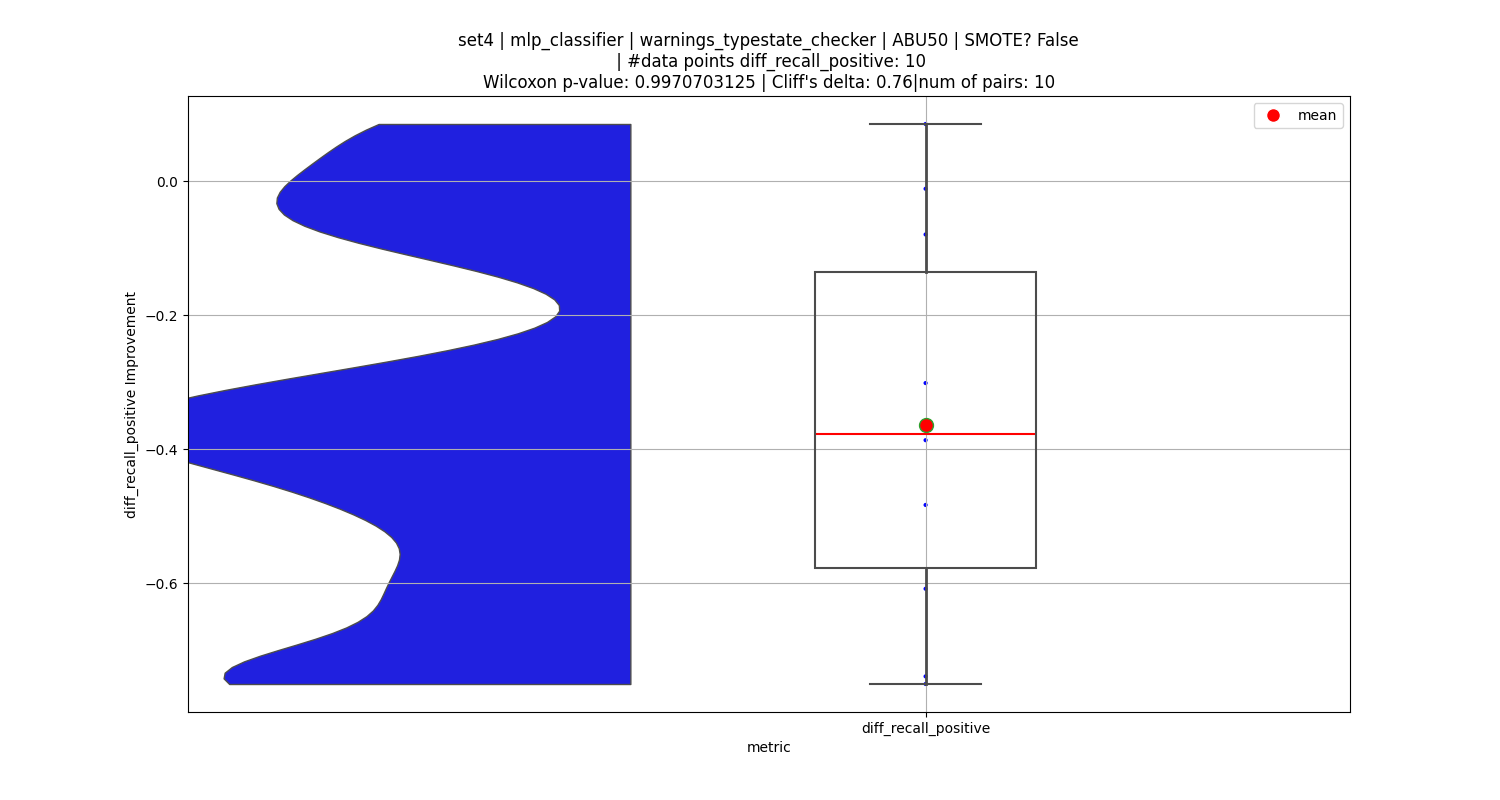 set4 | mlp_classifier | warnings_typestate_checker | ABU50 | SMOTE? False
| #data points diff_recall_positive: 10
Wilcoxon p-value: 0.9970703125 | Cliff's delta: 0.76|num of pairs: 10
mean
0.0
−0.2
−0.4
−0.6
diff_recall_positive Improvement
diff_recall_positive
metric